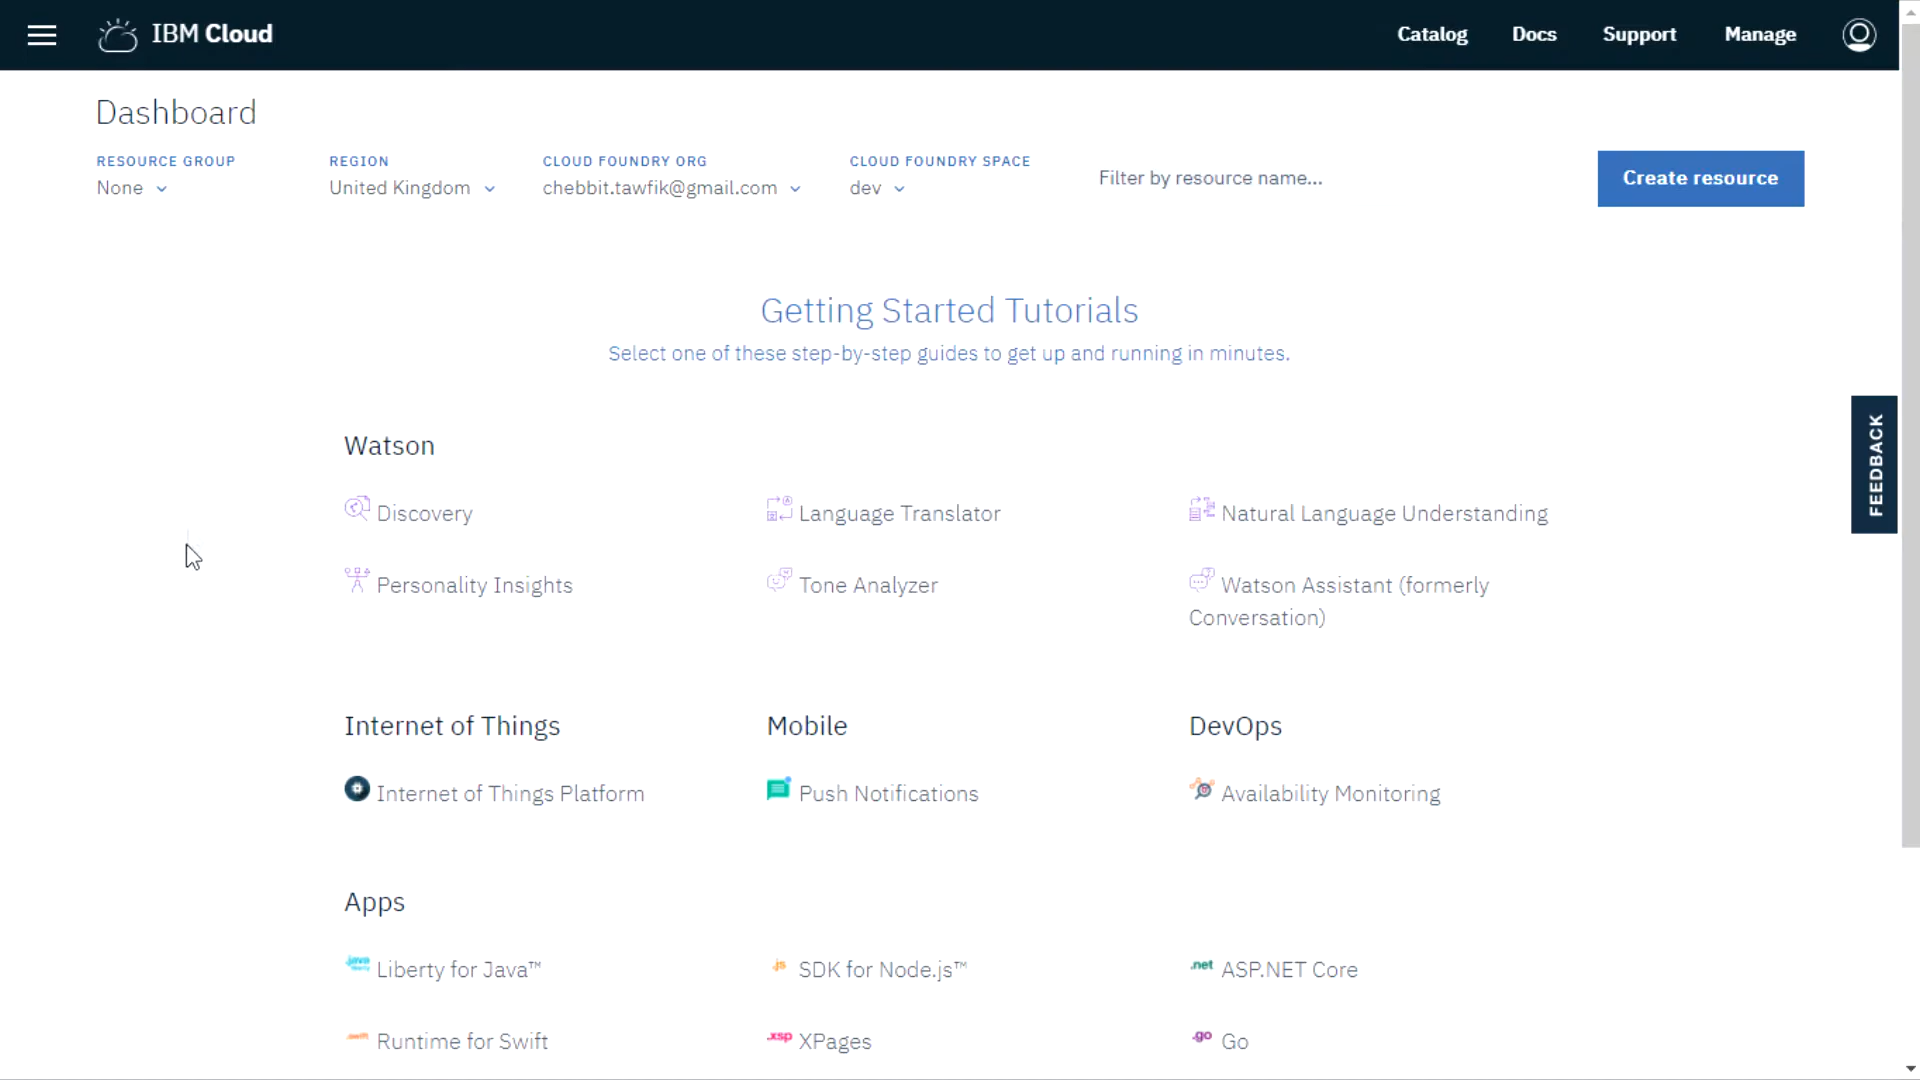 IBM Cloud
Catalog Docs Support Manage
Dashboard
RESOURCE GROUP REGION CLOUD FOUNDRY ORG CLOUD FOUNDRY SPACE
None United Kingdom chebbit.tawfik@gmail.com dev
Filter by resource name...
Create resource
Getting Started Tutorials
Select one of these step-by-step guides to get up and running in minutes.
FEEDBACK
Watson
Discovery Language Translator Natural Language Understanding
Personality Insights Tone Analyzer Watson Assistant (formerly
Conversation)
Internet of Things Mobile DevOps
Internet of Things Platform Push Notifications Availability Monitoring
Apps
Liberty for Java™ js SDK for Node.js™ .net ASP.NET Core
Runtime for Swift .xsp XPages .go Go